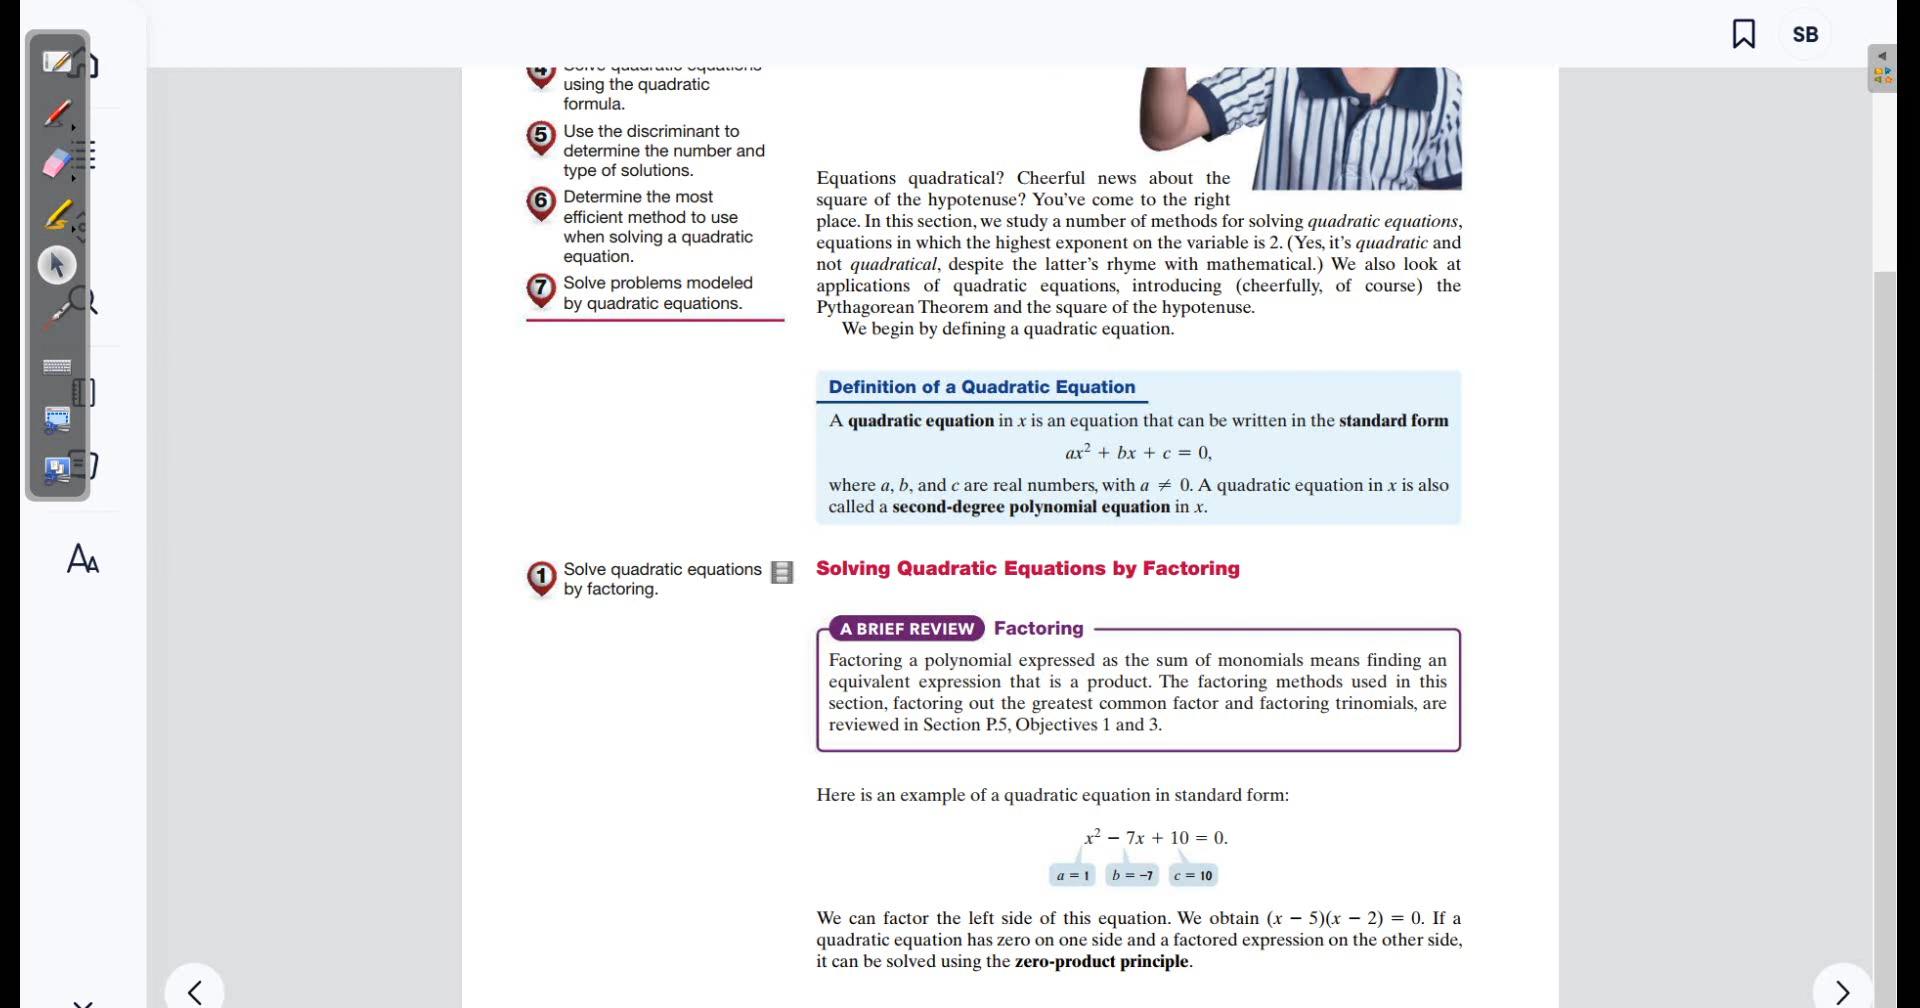 SB
4 Solve quadratic equations
using the quadratic
formula.
5 Use the discriminant to
determine the number and
type of solutions.
6 Determine the most
efficient method to use
when solving a quadratic
equation.
7 Solve problems modeled
by quadratic equations.
Equations quadratical? Cheerful news about the
square of the hypotenuse? You’ve come to the right
place. In this section, we study a number of methods for solving quadratic equations,
equations in which the highest exponent on the variable is 2. (Yes, it’s quadratic and
not quadratical, despite the latter’s rhyme with mathematical.) We also look at
applications of quadratic equations, introducing (cheerfully, of course) the
Pythagorean Theorem and the square of the hypotenuse.
We begin by defining a quadratic equation.
Definition of a Quadratic Equation
A quadratic equation in x is an equation that can be written in the standard form
ax² + bx + c = 0,
where a, b, and c are real numbers, with a ≠ 0. A quadratic equation in x is also
called a second-degree polynomial equation in x.
1 Solve quadratic equations
by factoring.
Solving Quadratic Equations by Factoring
A BRIEF REVIEW Factoring
Factoring a polynomial expressed as the sum of monomials means finding an
equivalent expression that is a product. The factoring methods used in this
section, factoring out the greatest common factor and factoring trinomials, are
reviewed in Section P.5, Objectives 1 and 3.
Here is an example of a quadratic equation in standard form:
x² − 7x + 10 = 0.
a = 1 b = −7 c = 10
We can factor the left side of this equation. We obtain (x − 5)(x − 2) = 0. If a
quadratic equation has zero on one side and a factored expression on the other side,
it can be solved using the zero-product principle.
AA